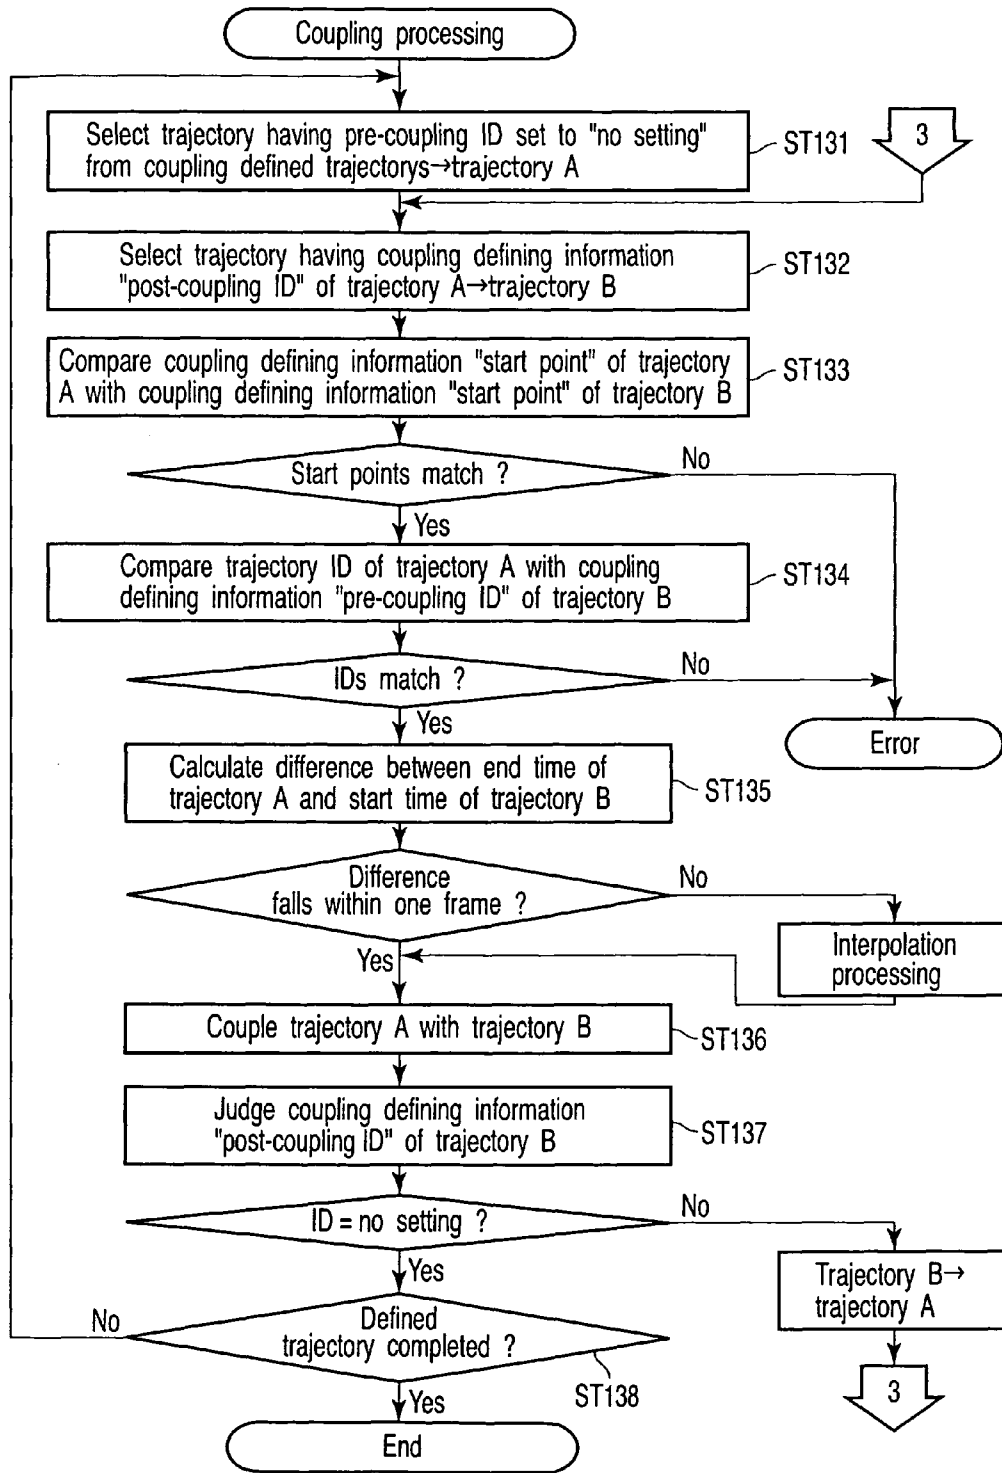 Coupling processing
Select trajectory having pre-coupling ID set to "no setting"
from coupling defined trajectorys→trajectory A
ST131
3
Select trajectory having coupling defining information
"post-coupling ID" of trajectory A→trajectory B
ST132
Compare coupling defining information "start point" of trajectory
A with coupling defining information "start point" of trajectory B
ST133
Start points match ?
No
Yes
Compare trajectory ID of trajectory A with coupling
defining information "pre-coupling ID" of trajectory B
ST134
IDs match ?
No
Yes
Error
Calculate difference between end time of
trajectory A and start time of trajectory B
ST135
Difference
falls within one frame ?
No
Yes
Interpolation
processing
Couple trajectory A with trajectory B
ST136
Judge coupling defining information
"post-coupling ID" of trajectory B
ST137
ID = no setting ?
No
Yes
Trajectory B→
trajectory A
Defined
trajectory completed ?
No
ST138
3
Yes
End